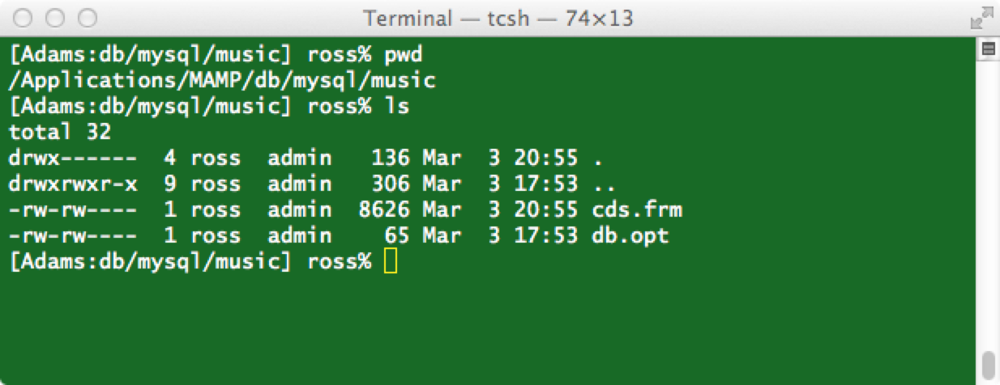 Terminal — tcsh — 74×13
[Adams:db/mysql/music] ross% pwd
/Applications/MAMP/db/mysql/music
[Adams:db/mysql/music] ross% ls
total 32
drwx------  4 ross  admin   136 Mar  3 20:55 .
drwxrwxr-x  9 ross  admin   306 Mar  3 17:53 ..
-rw-rw----  1 ross  admin  8626 Mar  3 20:55 cds.frm
-rw-rw----  1 ross  admin    65 Mar  3 17:53 db.opt
[Adams:db/mysql/music] ross%